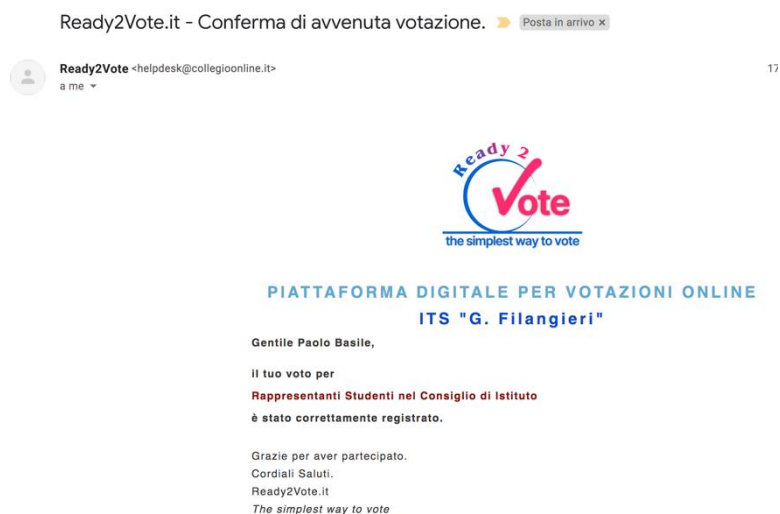 Ready2Vote.it - Conferma di avvenuta votazione. Posta in arrivo x
Ready2Vote <helpdesk@collegioonline.it>
17
a me
Ready 2
Vote
the simplest way to vote
PIATTAFORMA DIGITALE PER VOTAZIONI ONLINE
ITS "G. Filangieri"
Gentile Paolo Basile,
il tuo voto per
Rappresentanti Studenti nel Consiglio di Istituto
è stato correttamente registrato.
Grazie per aver partecipato.
Cordiali Saluti.
Ready2Vote.it
The simplest way to vote